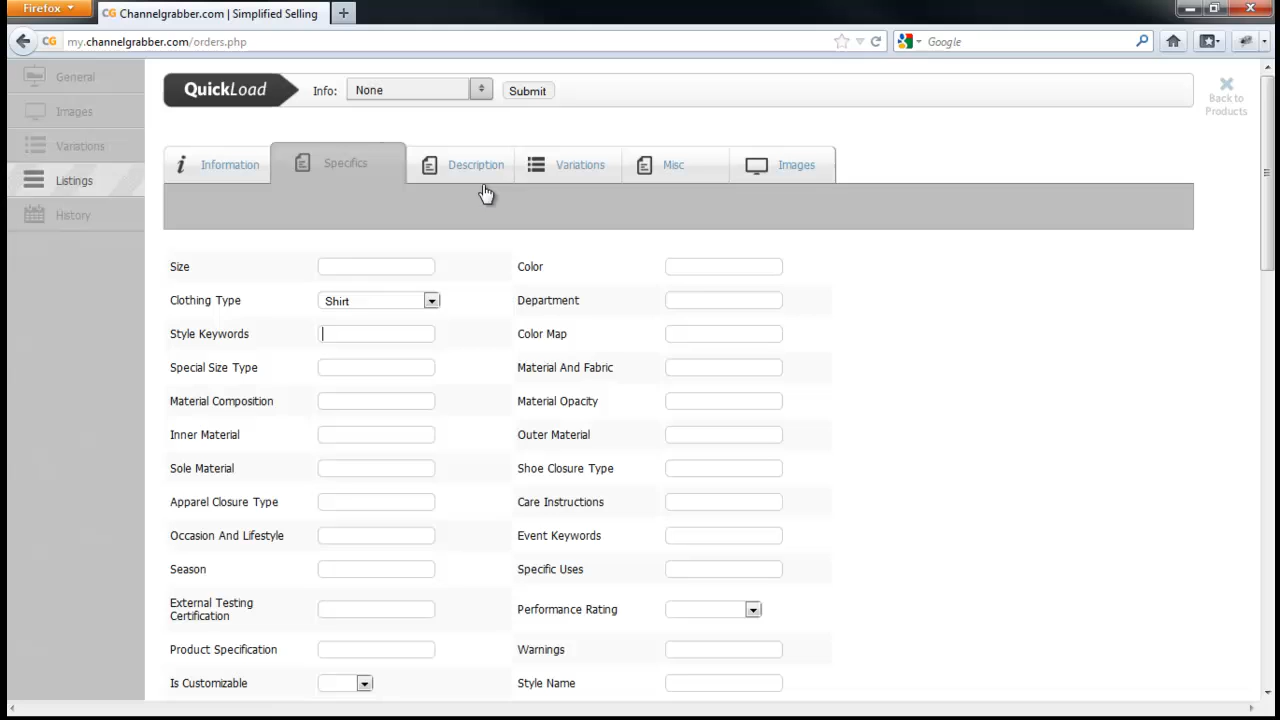 Firefox
CG Channelgrabber.com | Simplified Selling
CG my.channelgrabber.com/orders.php
Google
General
Images
Variations
Listings
History
QuickLoad Info: None Submit
Back to
Products
Information Specifics Description Variations Misc Images
Size Color
Clothing Type Shirt Department
Style Keywords Color Map
Special Size Type Material And Fabric
Material Composition Material Opacity
Inner Material Outer Material
Sole Material Shoe Closure Type
Apparel Closure Type Care Instructions
Occasion And Lifestyle Event Keywords
Season Specific Uses
External Testing
Certification Performance Rating
Product Specification Warnings
Is Customizable Style Name